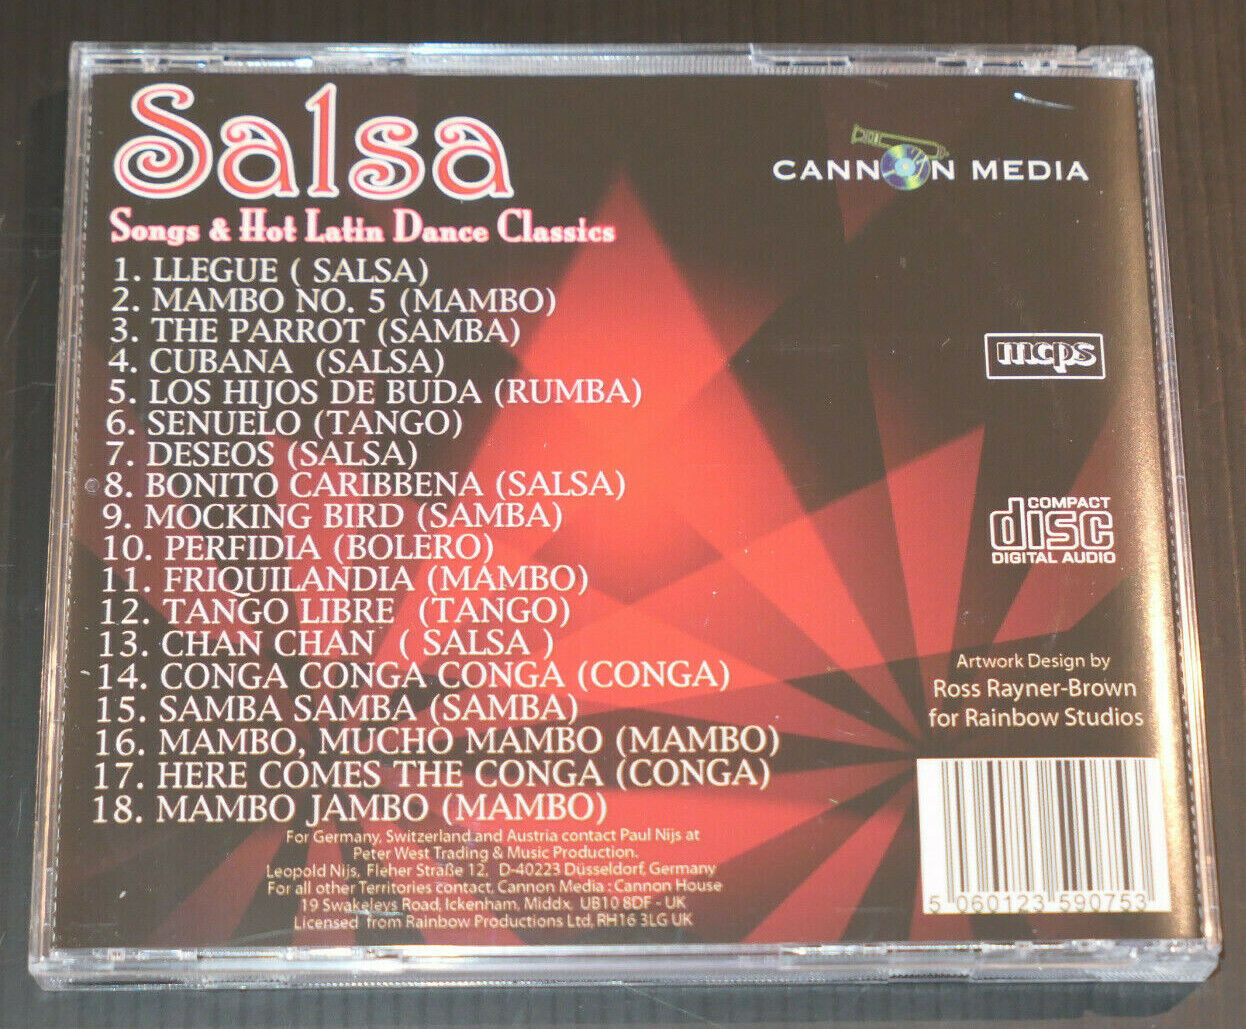 Salsa
Songs & Hot Latin Dance Classics
CANNON MEDIA
1. LLEGUE ( SALSA)
2. MAMBO NO. 5 (MAMBO)
3. THE PARROT (SAMBA)
4. CUBANA (SALSA)
5. LOS HIJOS DE BUDA (RUMBA)
6. SENUELO (TANGO)
7. DESEOS (SALSA)
8. BONITO CARIBBENA (SALSA)
9. MOCKING BIRD (SAMBA)
10. PERFIDIA (BOLERO)
11. FRIQUILANDIA (MAMBO)
12. TANGO LIBRE (TANGO)
13. CHAN CHAN ( SALSA )
14. CONGA CONGA CONGA (CONGA)
15. SAMBA SAMBA (SAMBA)
16. MAMBO, MUCHO MAMBO (MAMBO)
17. HERE COMES THE CONGA (CONGA)
18. MAMBO JAMBO (MAMBO)
For Germany, Switzerland and Austria contact Paul Nijs at
Peter West Trading & Music Production.
Leopold Nijs, Fleher Straße 12, D-40223 Düsseldorf, Germany
For all other Territories contact, Cannon Media : Cannon House
19 Swakeleys Road, Ickenham, Middx. UB10 8DF - UK
Licensed from Rainbow Productions Ltd, RH16 3LG UK
mcps
COMPACT
disc
DIGITAL AUDIO
Artwork Design by
Ross Rayner-Brown
for Rainbow Studios
5 060123 590753